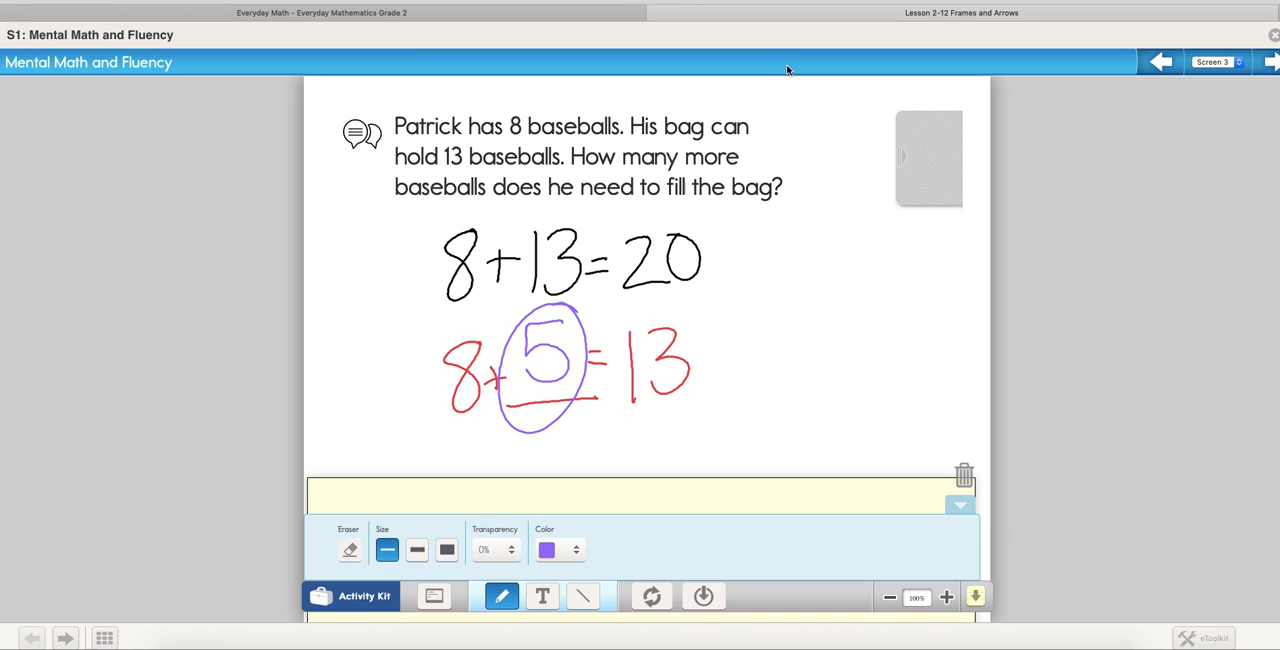 Everyday Math - Everyday Mathematics Grade 2
Lesson 2-12 Frames and Arrows
S1: Mental Math and Fluency
Mental Math and Fluency
Screen 3
Patrick has 8 baseballs. His bag can
hold 13 baseballs. How many more
baseballs does he need to fill the bag?
8+13=20
8+5=13
Eraser
Size
Transparency
Color
0%
Activity Kit
T
100%
eToolkit